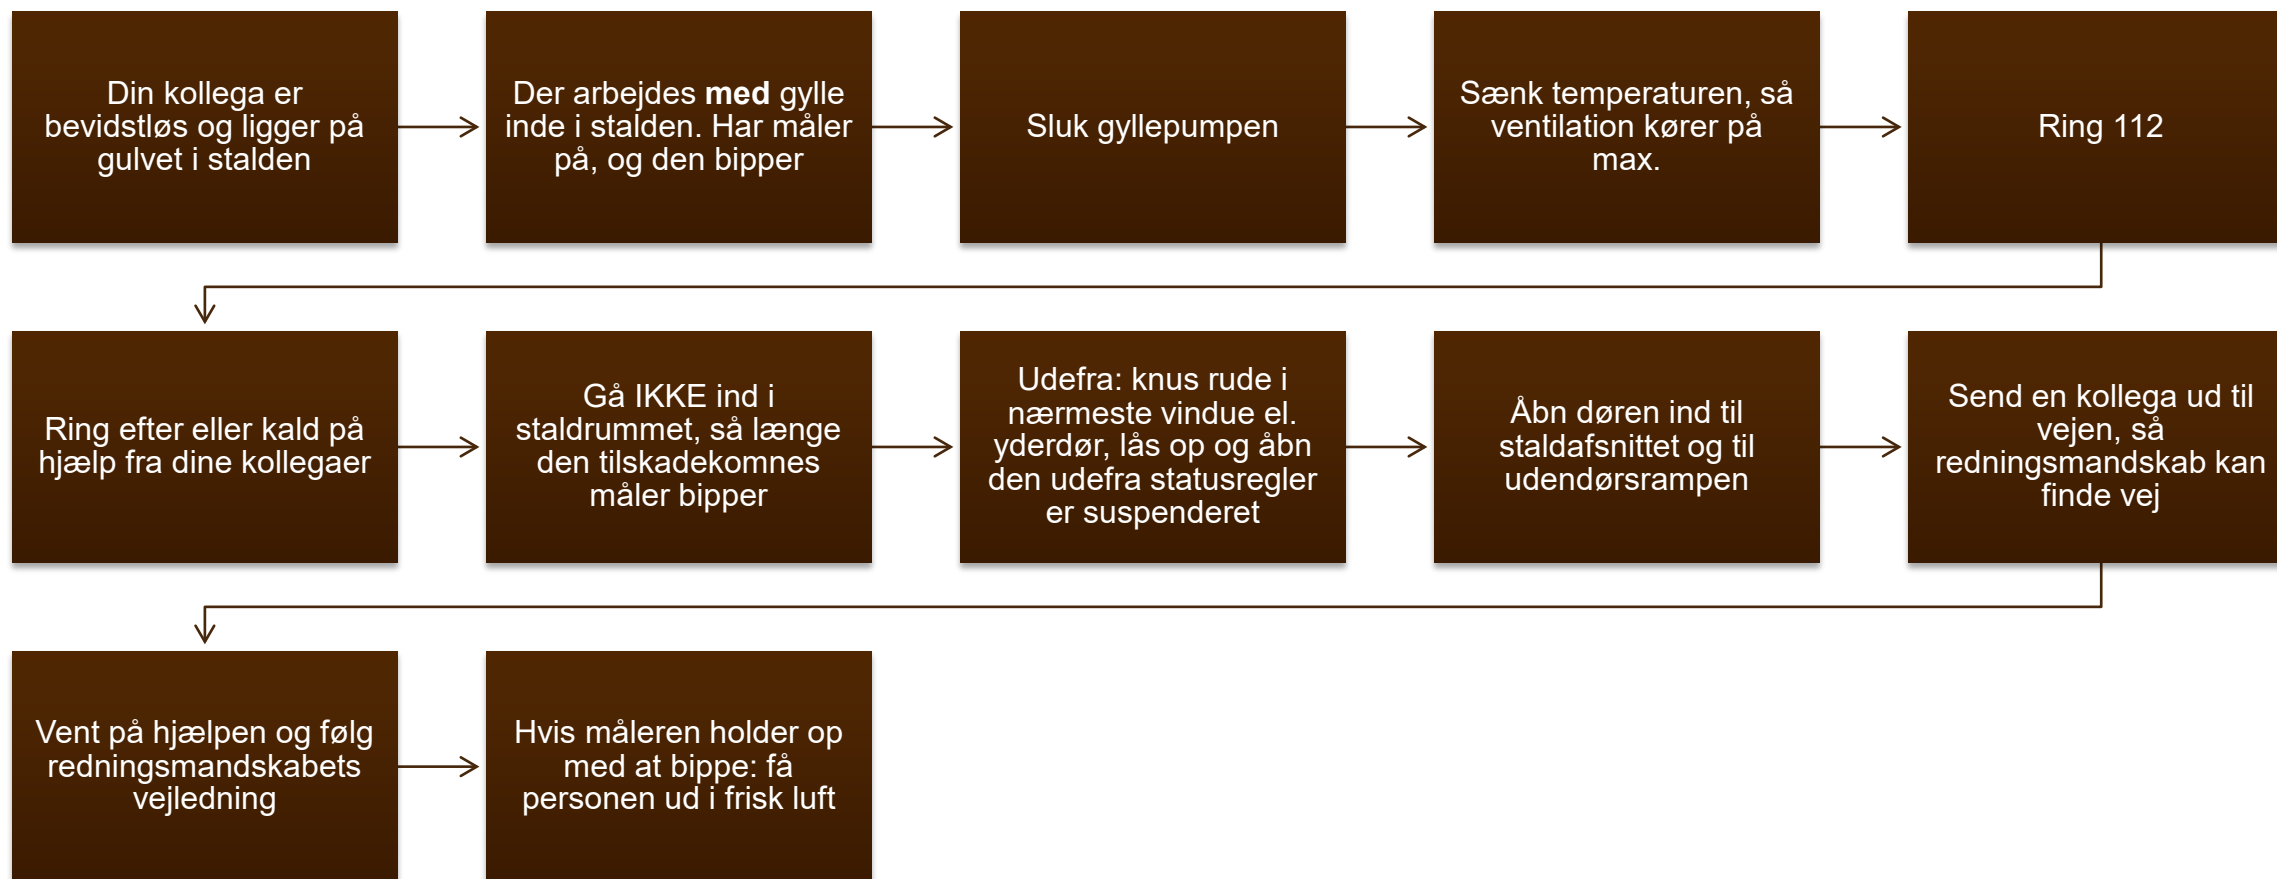 Din kollega er
bevidstløs og ligger på
gulvet i stalden
Der arbejdes med gylle
inde i stalden. Har måler
på, og den bipper
Sluk gyllepumpen
Sænk temperaturen, så
ventilation kører på
max.
Ring 112
Ring efter eller kald på
hjælp fra dine kollegaer
Gå IKKE ind i
staldrummet, så længe
den tilskadekomnes
måler bipper
Udefra: knus rude i
nærmeste vindue el.
yderdør, lås op og åbn
den udefra statusregler
er suspenderet
Åbn døren ind til
staldafsnittet og til
udendørsrampen
Send en kollega ud til
vejen, så
redningsmandskab kan
finde vej
Vent på hjælpen og følg
redningsmandskabets
vejledning
Hvis måleren holder op
med at bippe: få
personen ud i frisk luft